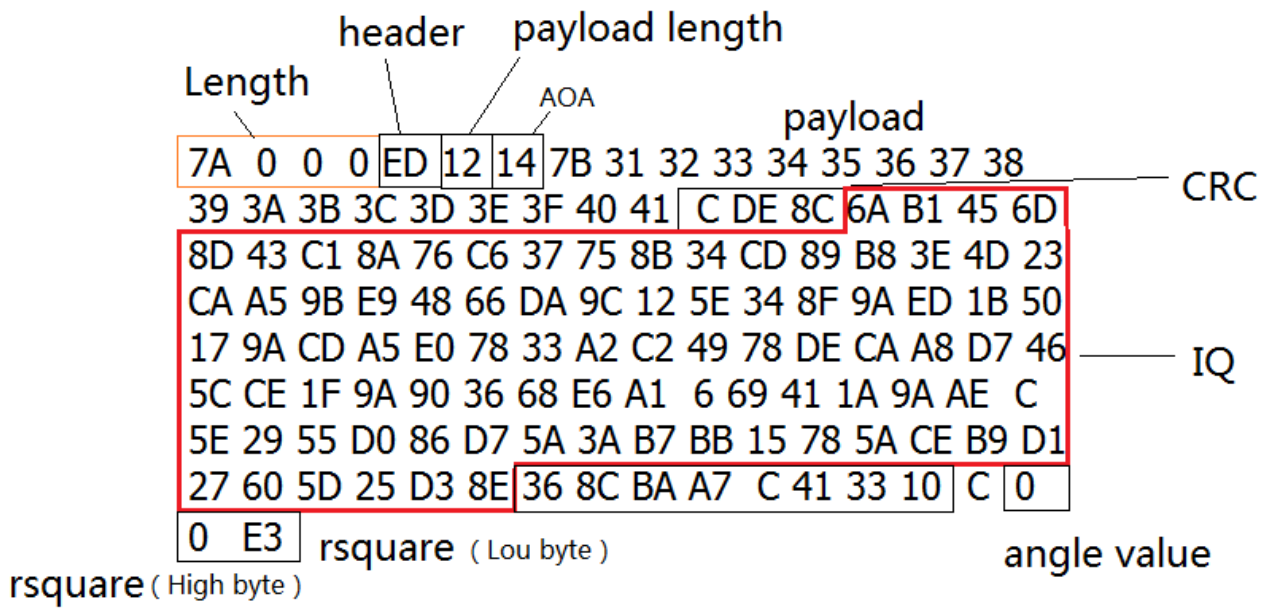 header
payload length
Length
AOA
payload
7A 0 0 0 ED 12 14 7B 31 32 33 34 35 36 37 38
CRC
39 3A 3B 3C 3D 3E 3F 40 41 C DE 8C 6A B1 45 6D
8D 43 C1 8A 76 C6 37 75 8B 34 CD 89 B8 3E 4D 23
CA A5 9B E9 48 66 DA 9C 12 5E 34 8F 9A ED 1B 50
17 9A CD A5 E0 78 33 A2 C2 49 78 DE CA A8 D7 46
IQ
5C CE 1F 9A 90 36 68 E6 A1 6 69 41 1A 9A AE C
5E 29 55 D0 86 D7 5A 3A B7 BB 15 78 5A CE B9 D1
27 60 5D 25 D3 8E 36 8C BA A7 C 41 33 10 C 0
0 E3
rsquare ( Lou byte )
angle value
rsquare ( High byte )